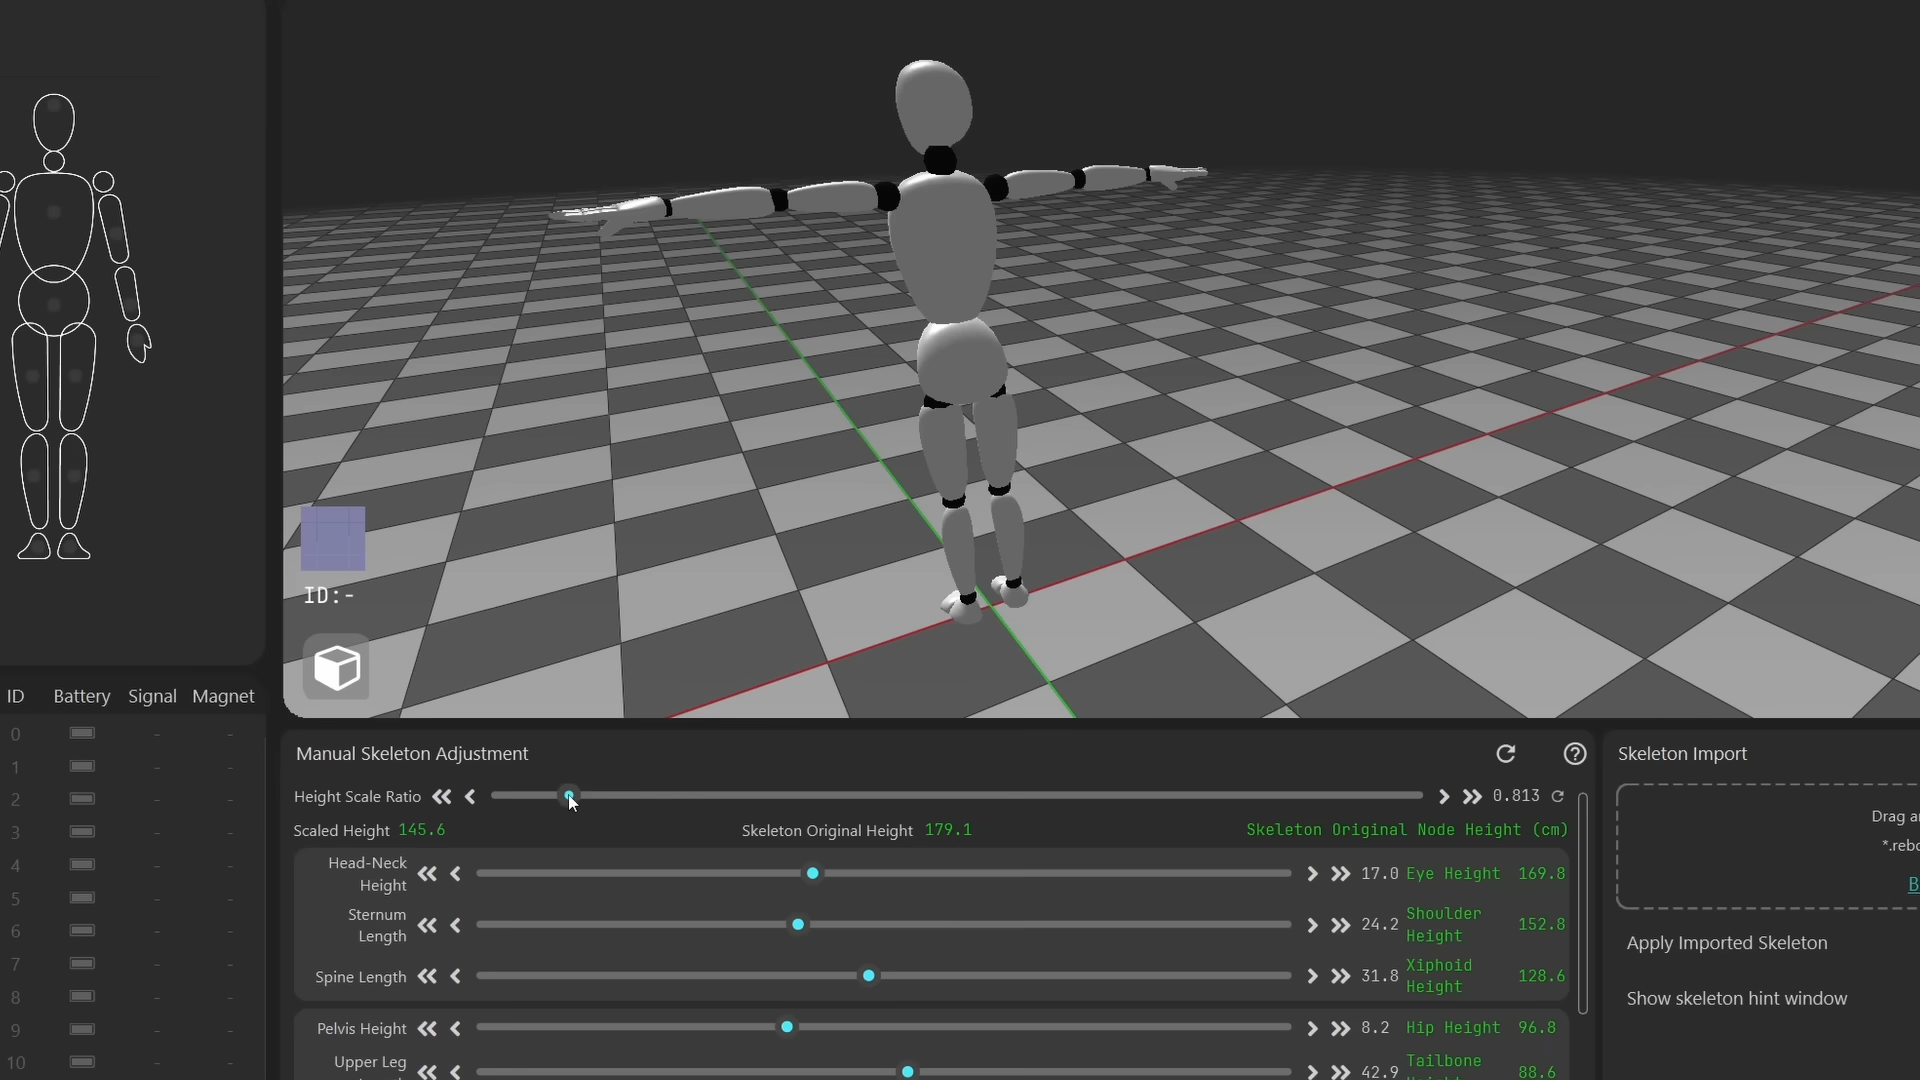 ID:-
ID Battery Signal Magnet
0 - -
1 - -
2 - -
3 - -
4 - -
5 - -
6 - -
7 - -
8 - -
9 - -
10 - -
Manual Skeleton Adjustment
Height Scale Ratio 0.813
Scaled Height 145.6 Skeleton Original Height 179.1 Skeleton Original Node Height (cm)
Head-Neck
Height 17.0 Eye Height 169.8
Sternum
Length 24.2 Shoulder
Height 152.8
Spine Length 31.8 Xiphoid
Height 128.6
Pelvis Height 8.2 Hip Height 96.8
Upper Leg 42.9 Tailbone 88.6
Skeleton Import
Drag
Apply Imported Skeleton
Show skeleton hint window